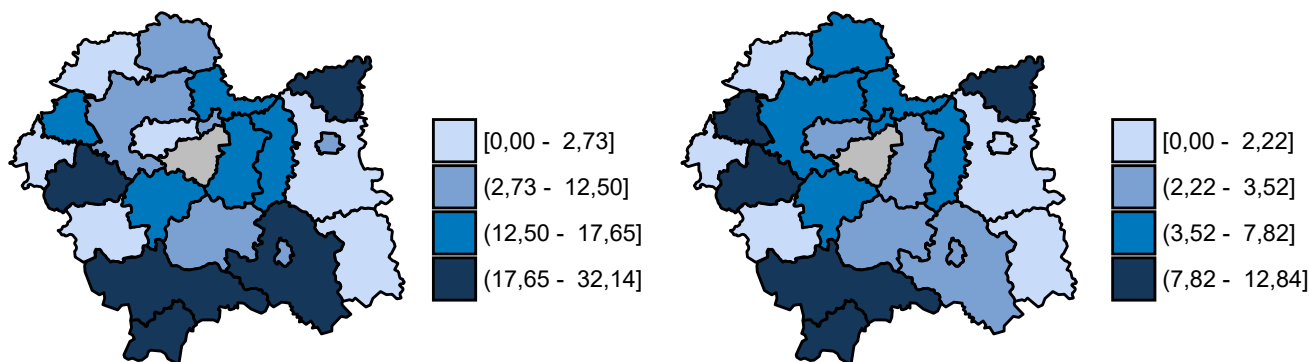 [0,00 - 2,73]
(2,73 - 12,50]
(12,50 - 17,65]
(17,65 - 32,14]
[0,00 - 2,22]
(2,22 - 3,52]
(3,52 - 7,82]
(7,82 - 12,84]